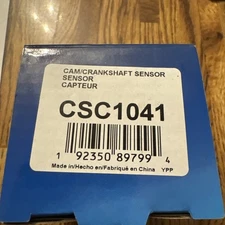 CAM/CRANKSHAFT SENSOR
SENSOR
CAPTEUR
CSC1041
1 92350 89799 4
Made in/Hecho en/Fabriqué en China YPP